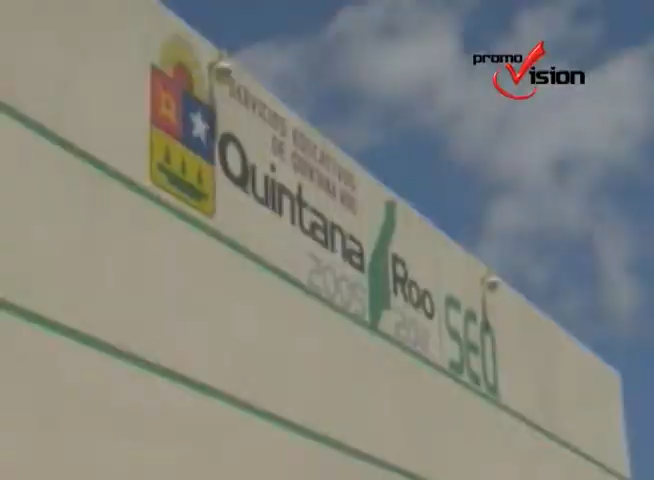 promo
Vision
SERVICIOS EDUCATIVOS
DE QUINTANA ROO
Quintana Roo
2005 2011
SEQ